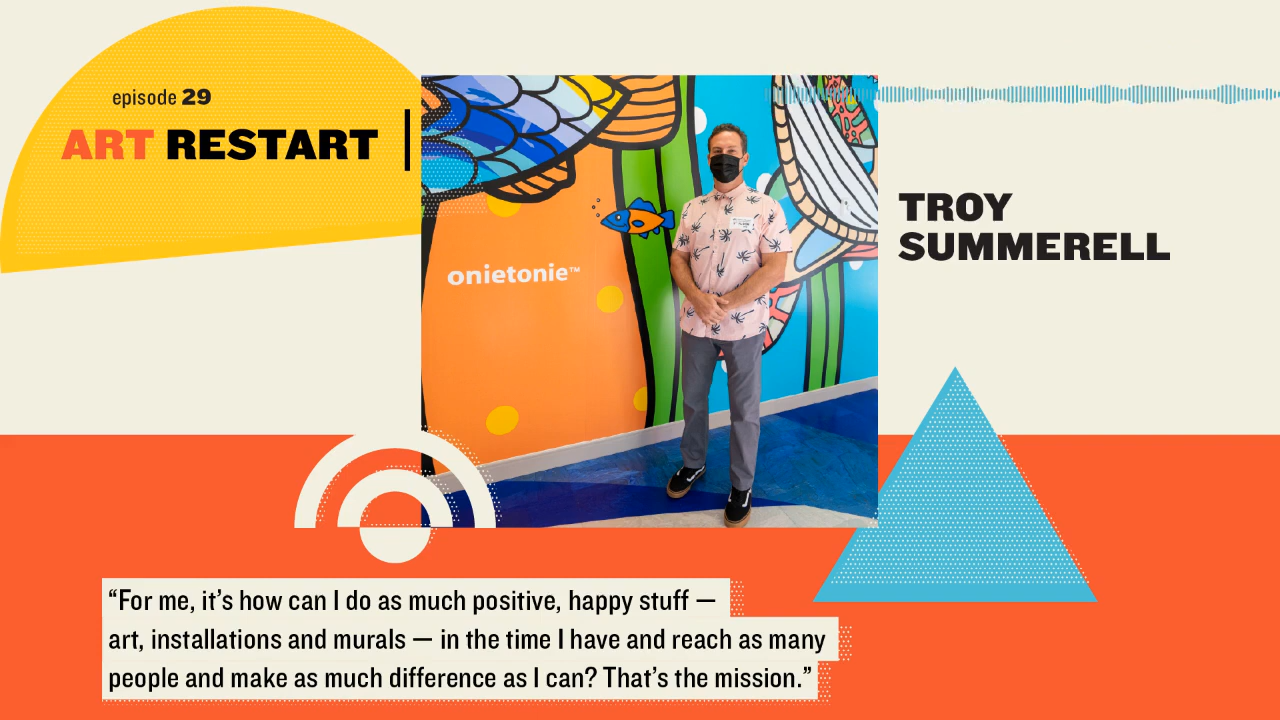 episode 29
ART RESTART
onietonie™
TROY
SUMMERELL
“For me, it’s how can I do as much positive, happy stuff —
art, installations and murals — in the time I have and reach as many
people and make as much difference as I can? That’s the mission.”